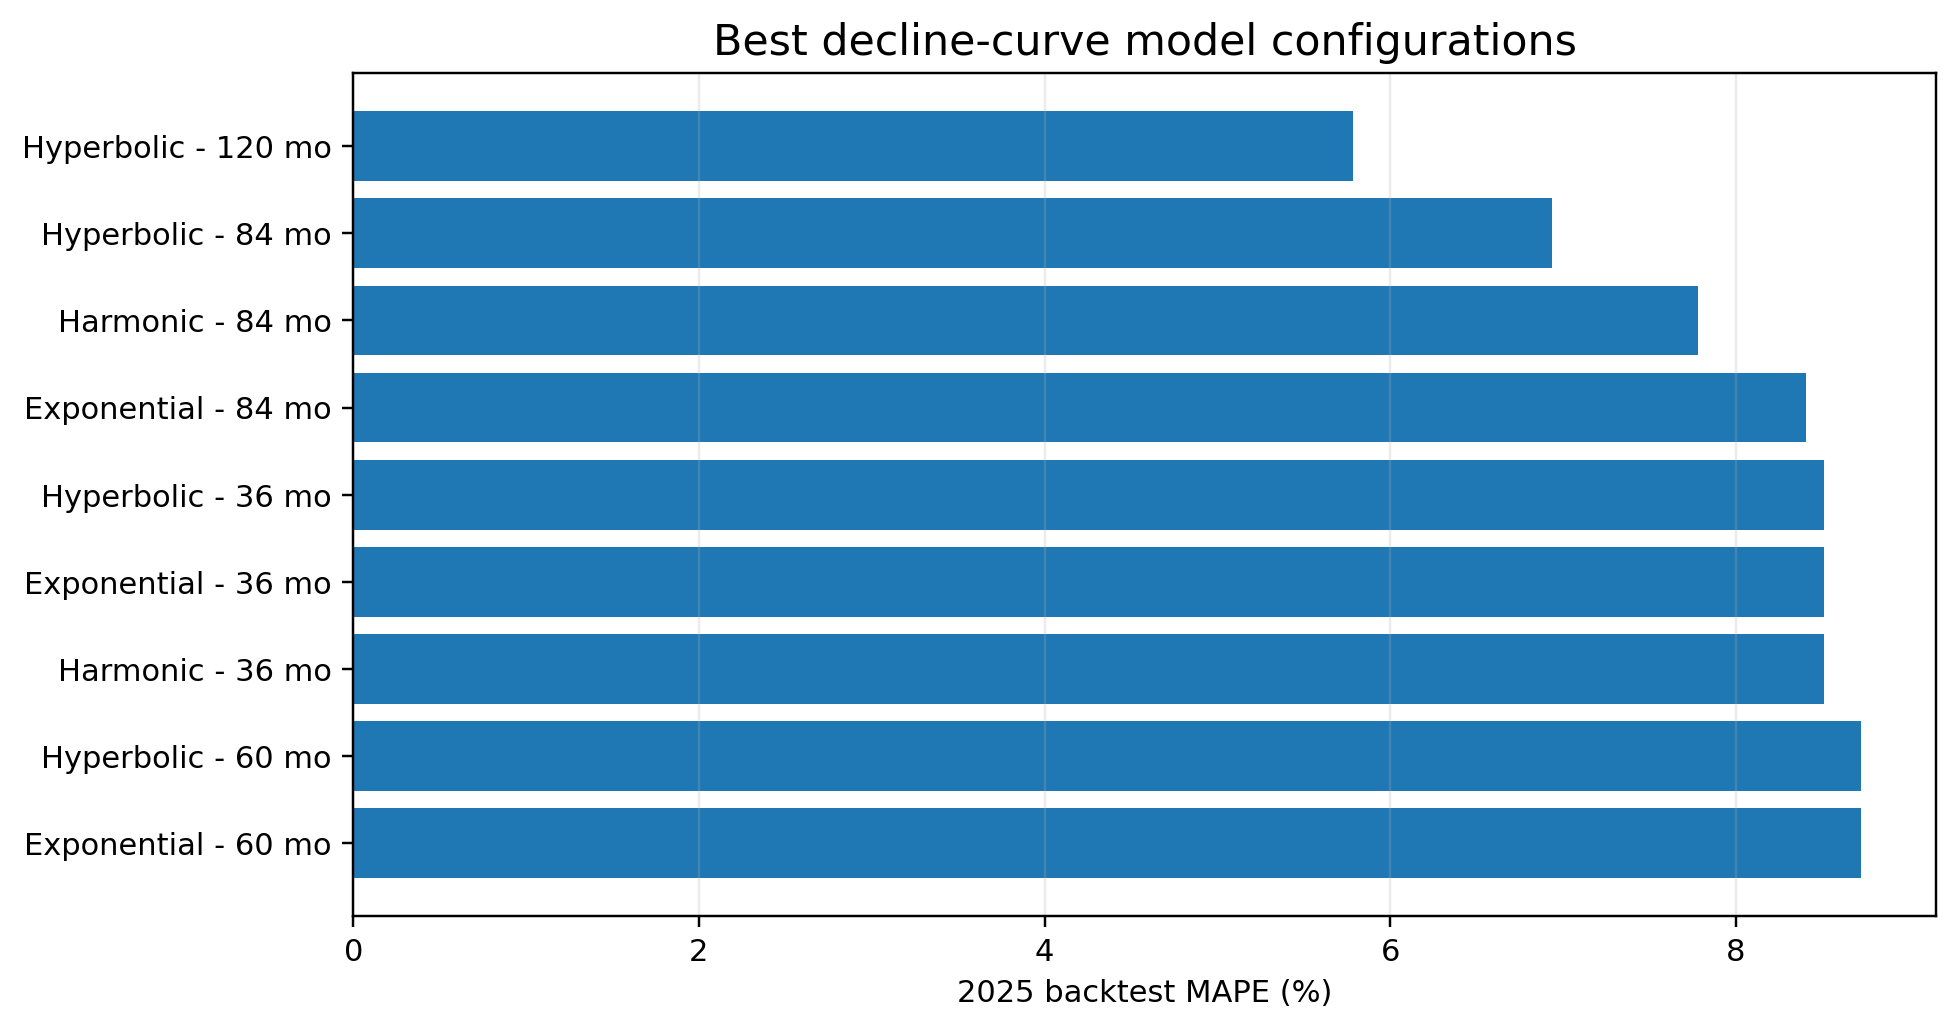 Best decline-curve model configurations
Hyperbolic - 120 mo
Hyperbolic - 84 mo
Harmonic - 84 mo
Exponential - 84 mo
Hyperbolic - 36 mo
Exponential - 36 mo
Harmonic - 36 mo
Hyperbolic - 60 mo
Exponential - 60 mo
0 2 4 6 8
2025 backtest MAPE (%)